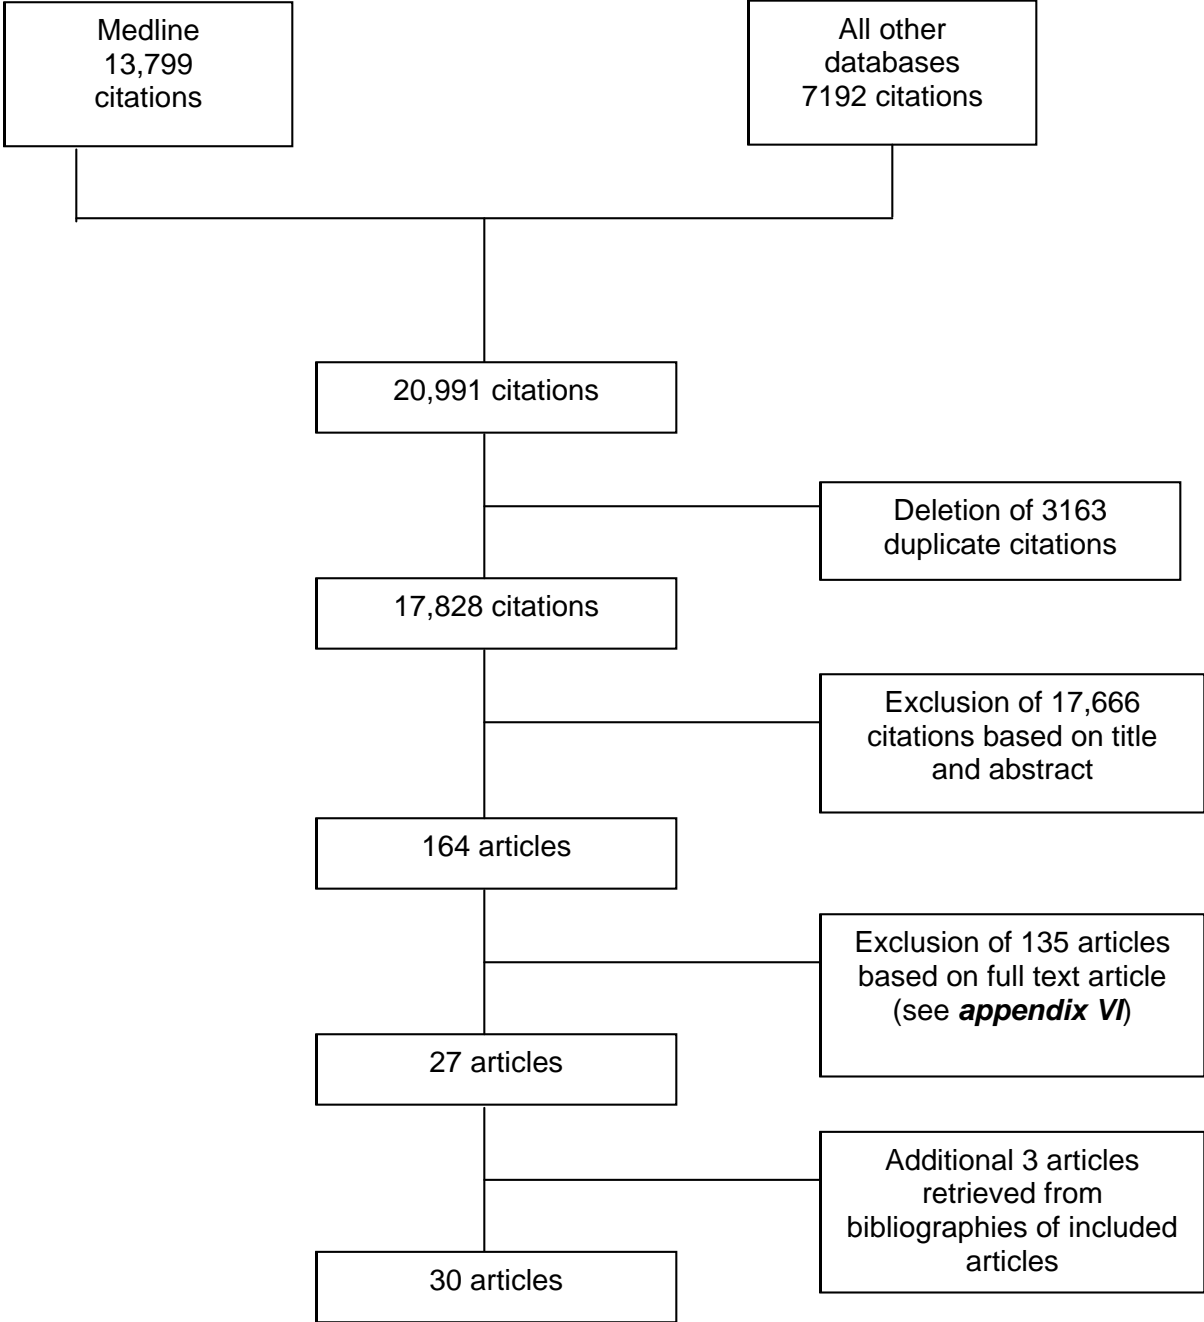 Medline
13,799
citations
All other
databases
7192 citations
20,991 citations
Deletion of 3163
duplicate citations
17,828 citations
Exclusion of 17,666
citations based on title
and abstract
164 articles
Exclusion of 135 articles
based on full text article
(see appendix VI)
27 articles
Additional 3 articles
retrieved from
bibliographies of included
articles
30 articles